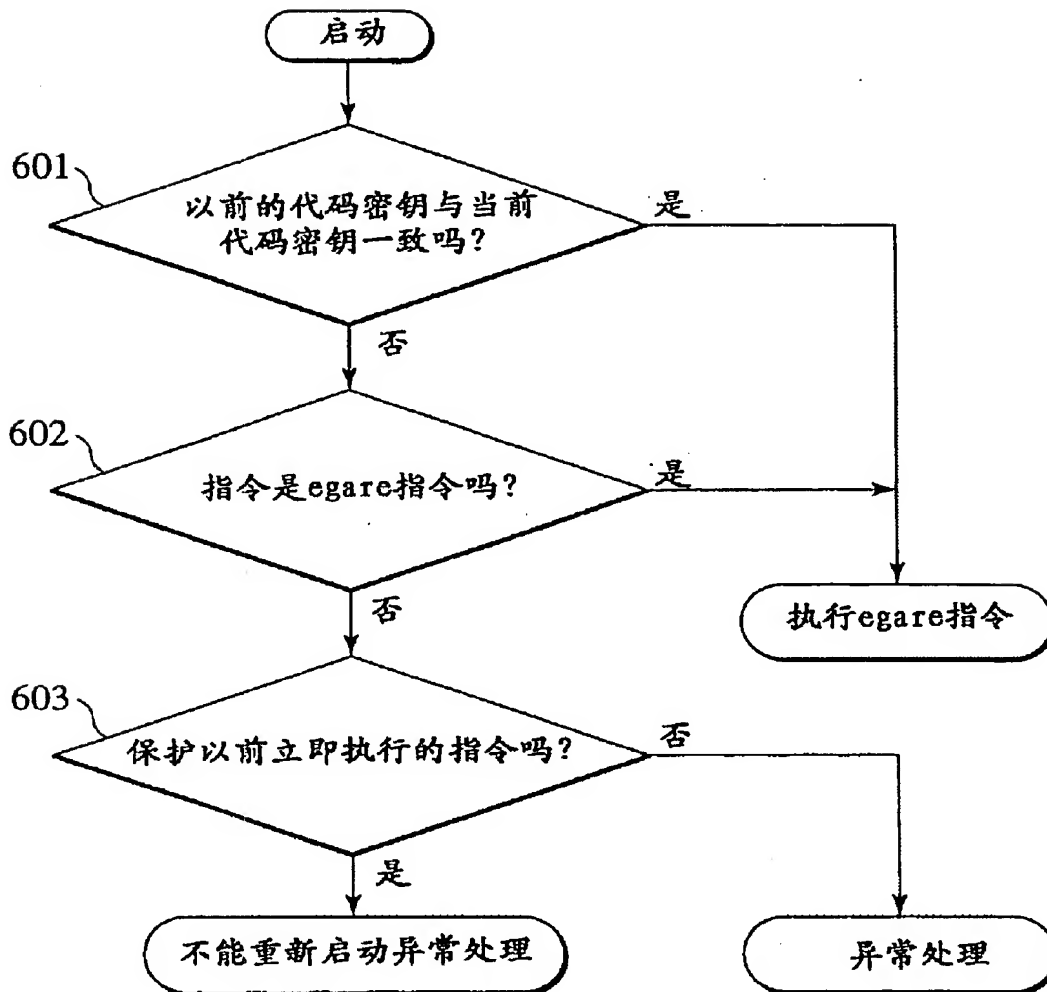 启动
601
以前的代码密钥与当前
代码密钥一致吗?
是
否
602
指令是egare指令吗?
是
否
执行egare指令
603
保护以前立即执行的指令吗?
否
是
不能重新启动异常处理
异常处理